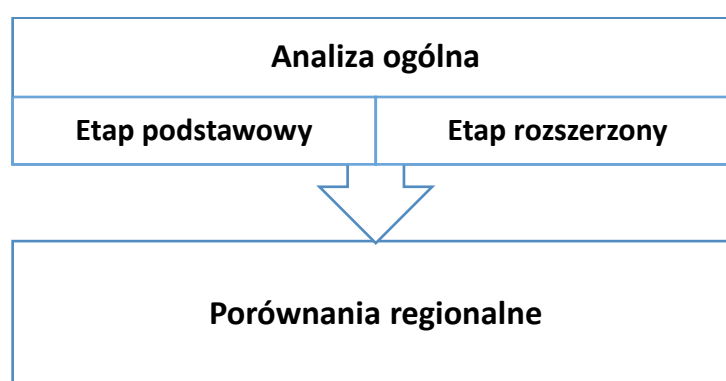 Analiza ogólna
Etap podstawowy
Etap rozszerzony
Porównania regionalne